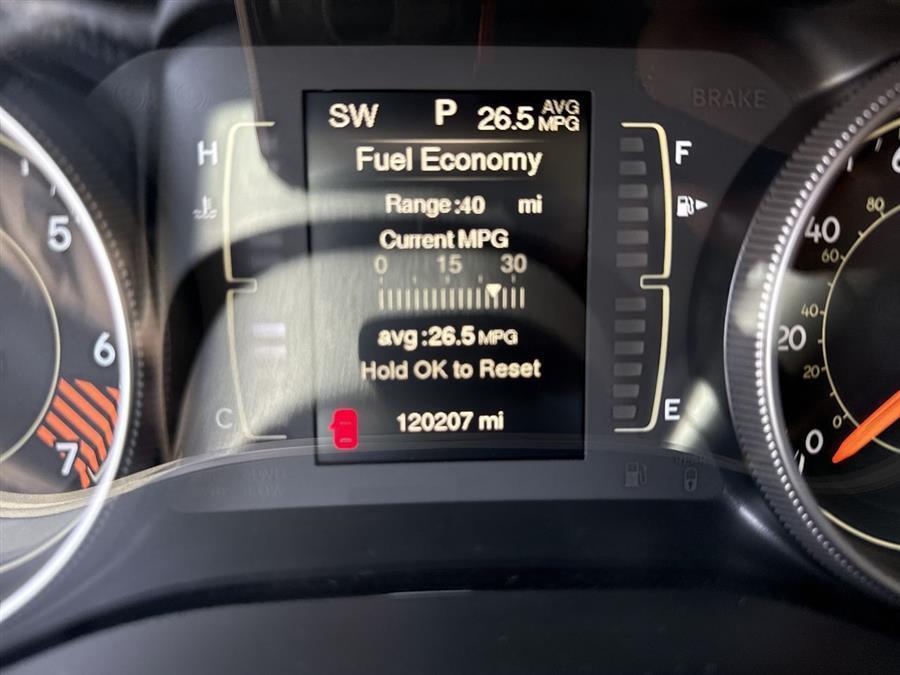 SW P 26.5 AVG MPG
BRAKE
Fuel Economy
H F
Range:40 mi
Current MPG
0 15 30
avg:26.5 MPG
Hold OK to Reset
C E
120207 mi
5
6
7
80
60
40
40
20
20
0
0